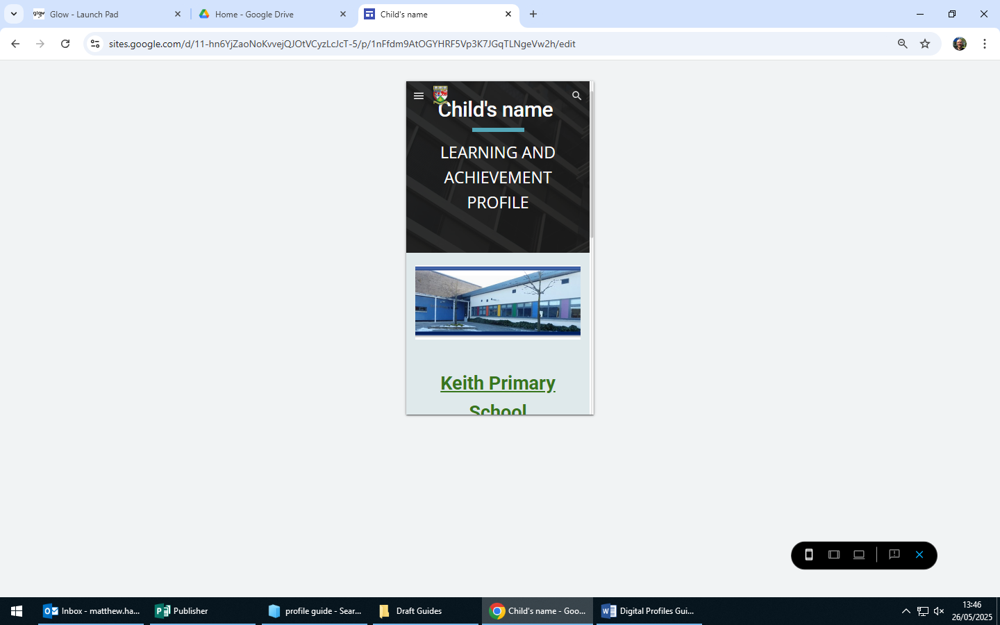 Glow - Launch Pad
Home - Google Drive
Child's name
sites.google.com/d/11-hn6YjZaoNoKvvejQJOtVCyzLcJcT-5/p/1nFfdm9AtOGYHRF5Vp3K7JGqTLNgeVw2h/edit
Child's name
LEARNING AND
ACHIEVEMENT
PROFILE
Keith Primary
School
Inbox - matthew.ha...
Publisher
profile guide - Sear...
Draft Guides
Child's name - Goo...
Digital Profiles Gui...
13:46
26/05/2025